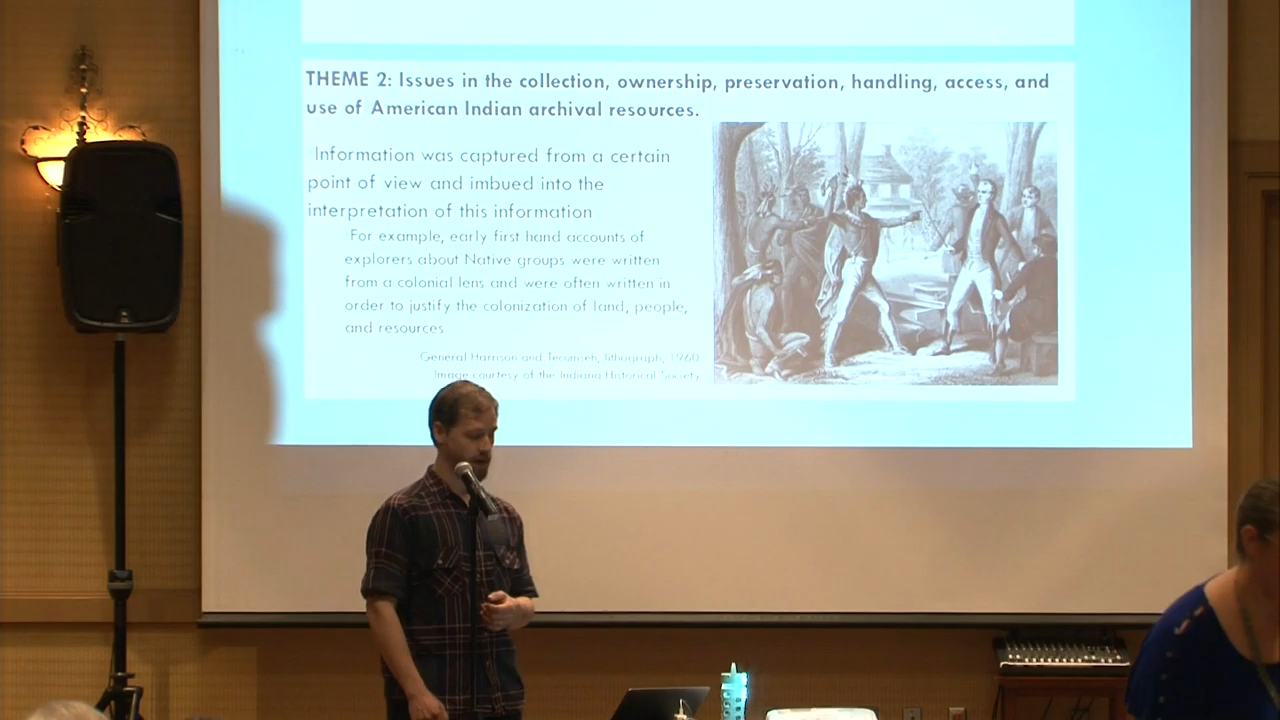 THEME 2: Issues in the collection, ownership, preservation, handling, access, and
use of American Indian archival resources.
Information was captured from a certain
point of view and imbued into the
interpretation of this information
For example, early first hand accounts of
explorers about Native groups were written
from a colonial lens and were often written in
order to justify the colonization of land, people,
and resources
General Harrison and Tecumseh, lithograph, 1960
Image courtesy of the Indiana Historical Society